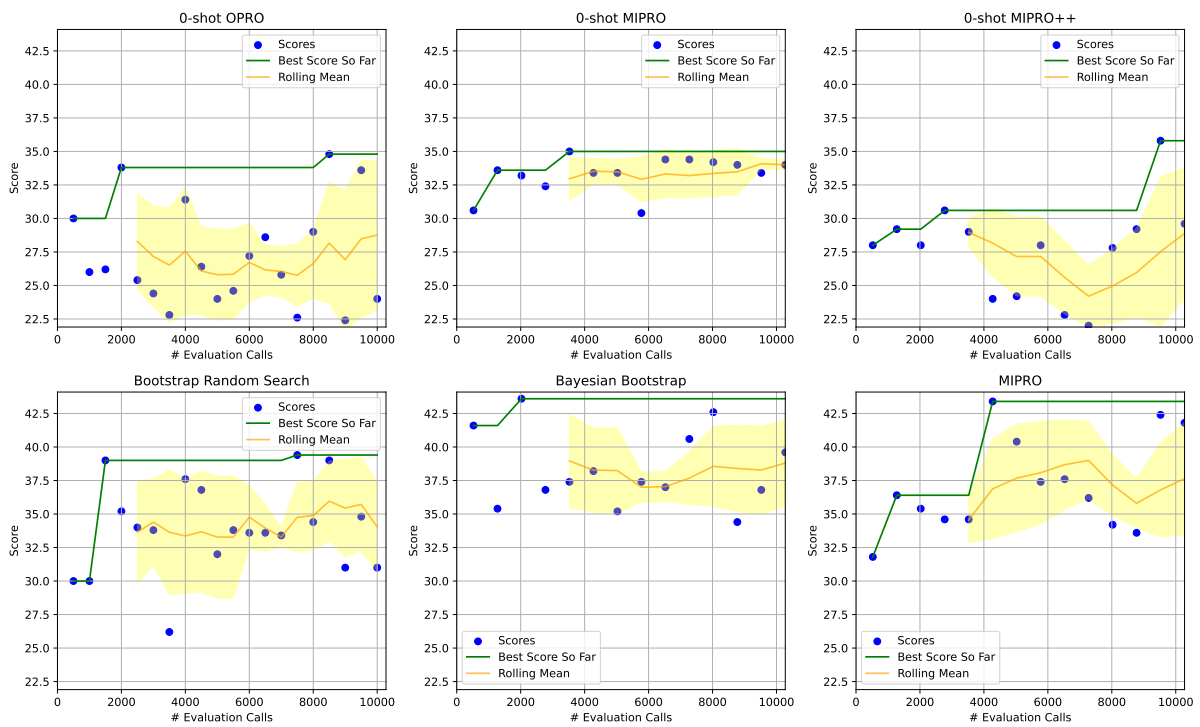 0-shot OPRO
Score
42.5
40.0
37.5
35.0
32.5
30.0
27.5
25.0
22.5
Scores
Best Score So Far
Rolling Mean
0 2000 4000 6000 8000 10000
# Evaluation Calls
0-shot MIPRO
Score
42.5
40.0
37.5
35.0
32.5
30.0
27.5
25.0
22.5
Scores
Best Score So Far
Rolling Mean
0 2000 4000 6000 8000 10000
# Evaluation Calls
0-shot MIPRO++
Score
42.5
40.0
37.5
35.0
32.5
30.0
27.5
25.0
22.5
Scores
Best Score So Far
Rolling Mean
0 2000 4000 6000 8000 10000
# Evaluation Calls
Bootstrap Random Search
Score
42.5
40.0
37.5
35.0
32.5
30.0
27.5
25.0
22.5
Scores
Best Score So Far
Rolling Mean
0 2000 4000 6000 8000 10000
# Evaluation Calls
Bayesian Bootstrap
Score
42.5
40.0
37.5
35.0
32.5
30.0
27.5
25.0
22.5
Scores
Best Score So Far
Rolling Mean
0 2000 4000 6000 8000 10000
# Evaluation Calls
MIPRO
Score
42.5
40.0
37.5
35.0
32.5
30.0
27.5
25.0
22.5
Scores
Best Score So Far
Rolling Mean
0 2000 4000 6000 8000 10000
# Evaluation Calls